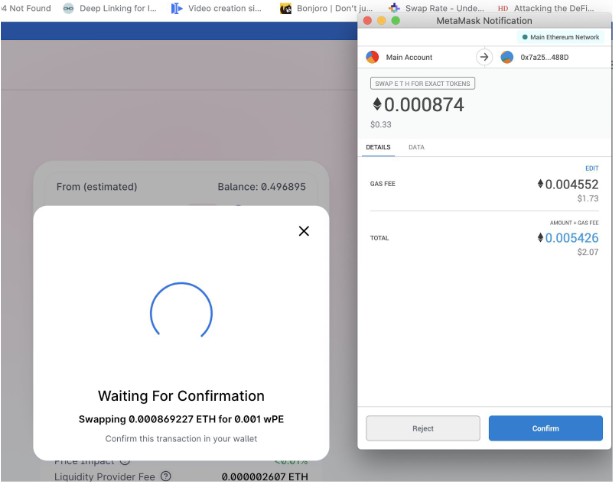 4 Not Found
Deep Linking for I...
Video creation si...
Bonjoro | Don't ju...
Swap Rate - Unde...
HD Attacking the DeFi...
MetaMask Notification
Main Ethereum Network
Main Account
0x7a25...488D
SWAP E T H FOR EXACT TOKENS
0.000874
$0.33
DETAILS
DATA
EDIT
GAS FEE
0.004552
$1.73
AMOUNT + GAS FEE
TOTAL
0.005426
$2.07
Reject
Confirm
From (estimated)
Balance: 0.496895
Waiting For Confirmation
Swapping 0.000869227 ETH for 0.001 wPE
Confirm this transaction in your wallet
Price Impact
<0.01%
Liquidity Provider Fee
0.000002607 ETH